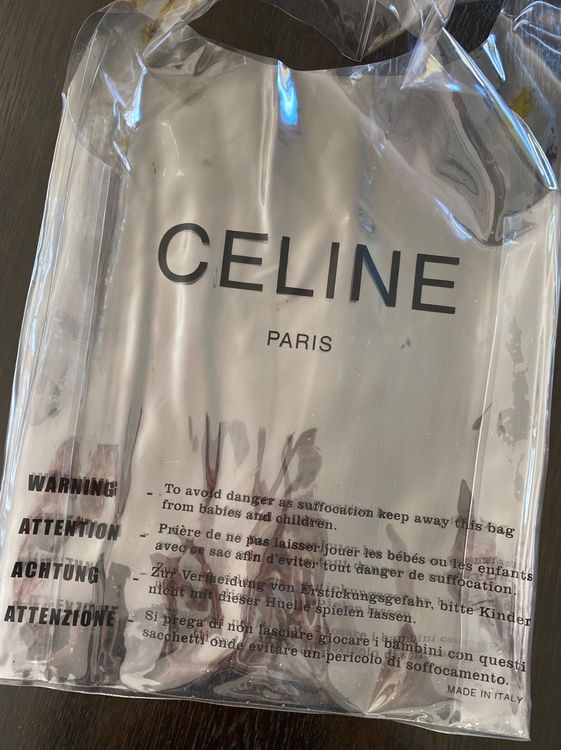 CELINE
PARIS
WARNING - To avoid danger as suffocation keep away this bag
from babies and children.
ATTENTION - Prière de ne pas laisser jouer les bébés ou les enfants
avec ce sac afin d'eviter tout danger de suffocation.
ACHTUNG - Zur Vermeidung von Erstickungsgefahr, bitte Kinder
nicht mit dieser Huelle spielen lassen.
ATTENZIONE - Si prega di non lasciare giocare i bambini con questi
sacchetti onde evitare un pericolo di soffocamento.
MADE IN ITALY